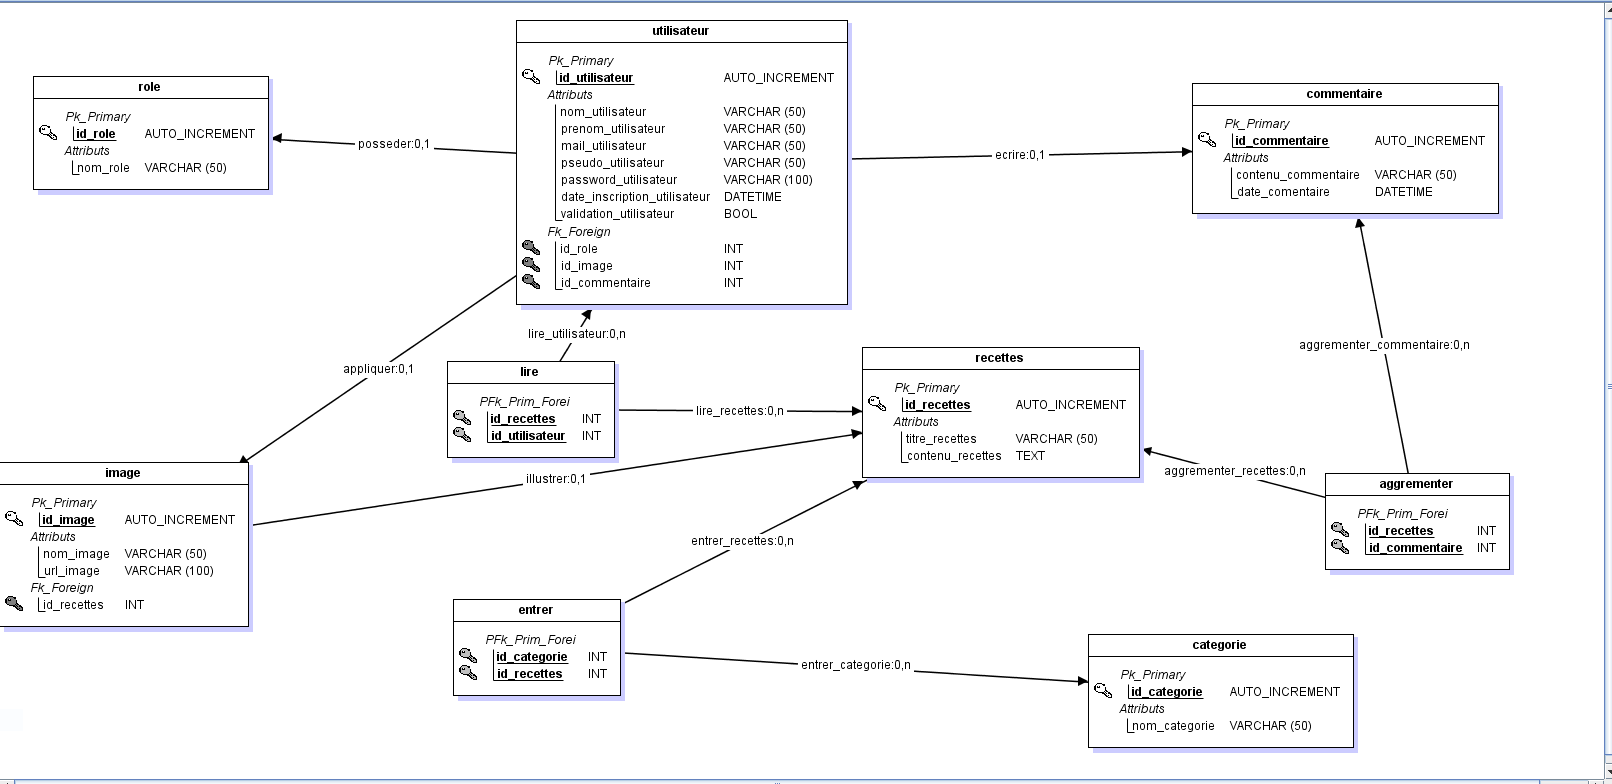 utilisateur
Pk_Primary
id_utilisateur AUTO_INCREMENT
Attributs
nom_utilisateur VARCHAR (50)
prenom_utilisateur VARCHAR (50)
mail_utilisateur VARCHAR (50)
pseudo_utilisateur VARCHAR (50)
password_utilisateur VARCHAR (100)
date_inscription_utilisateur DATETIME
validation_utilisateur BOOL
Fk_Foreign
id_role INT
id_image INT
id_commentaire INT
role
Pk_Primary
id_role AUTO_INCREMENT
Attributs
nom_role VARCHAR (50)
posseder:0,1
commentaire
Pk_Primary
id_commentaire AUTO_INCREMENT
Attributs
contenu_commentaire VARCHAR (50)
date_comentaire DATETIME
ecrire:0,1
lire_utilisateur:0,n
appliquer:0,1
aggrementer_commentaire:0,n
lire
PFk_Prim_Forei
id_recettes INT
id_utilisateur INT
lire_recettes:0,n
recettes
Pk_Primary
id_recettes AUTO_INCREMENT
Attributs
titre_recettes VARCHAR (50)
contenu_recettes TEXT
illustrer:0,1
aggrementer_recettes:0,n
image
Pk_Primary
id_image AUTO_INCREMENT
Attributs
nom_image VARCHAR (50)
url_image VARCHAR (100)
Fk_Foreign
id_recettes INT
aggrementer
PFk_Prim_Forei
id_recettes INT
id_commentaire INT
entrer_recettes:0,n
entrer
PFk_Prim_Forei
id_categorie INT
id_recettes INT
entrer_categorie:0,n
categorie
Pk_Primary
id_categorie AUTO_INCREMENT
Attributs
nom_categorie VARCHAR (50)